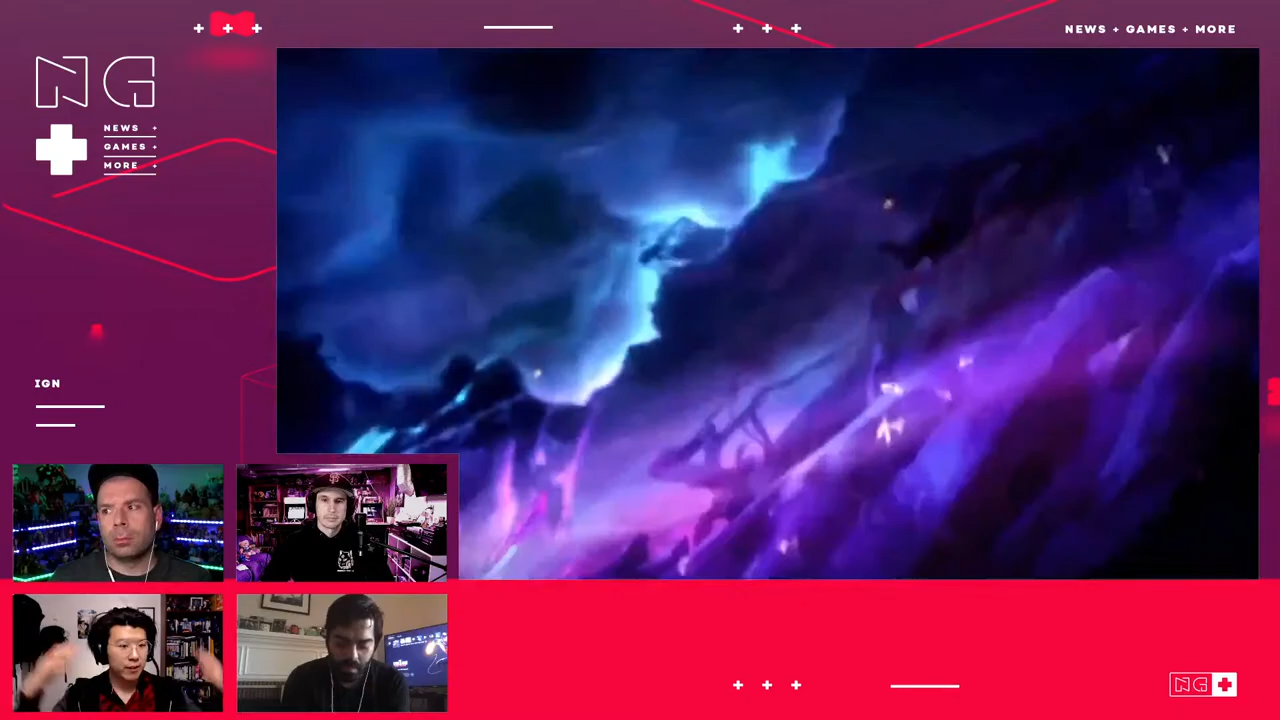 NEWS + GAMES + MORE
NG
NEWS +
GAMES +
MORE +
IGN
NG+